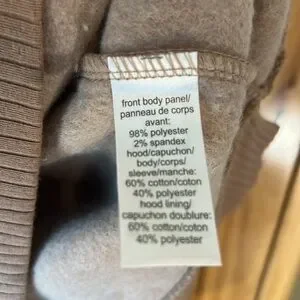 front body panel/
panneau de corps
avant:
98% polyester
2% spandex
hood/capuchon/
body/corps/
sleeve/manche:
60% cotton/coton
40% polyester
hood lining/
capuchon doublure:
60% cotton/coton
40% polyester